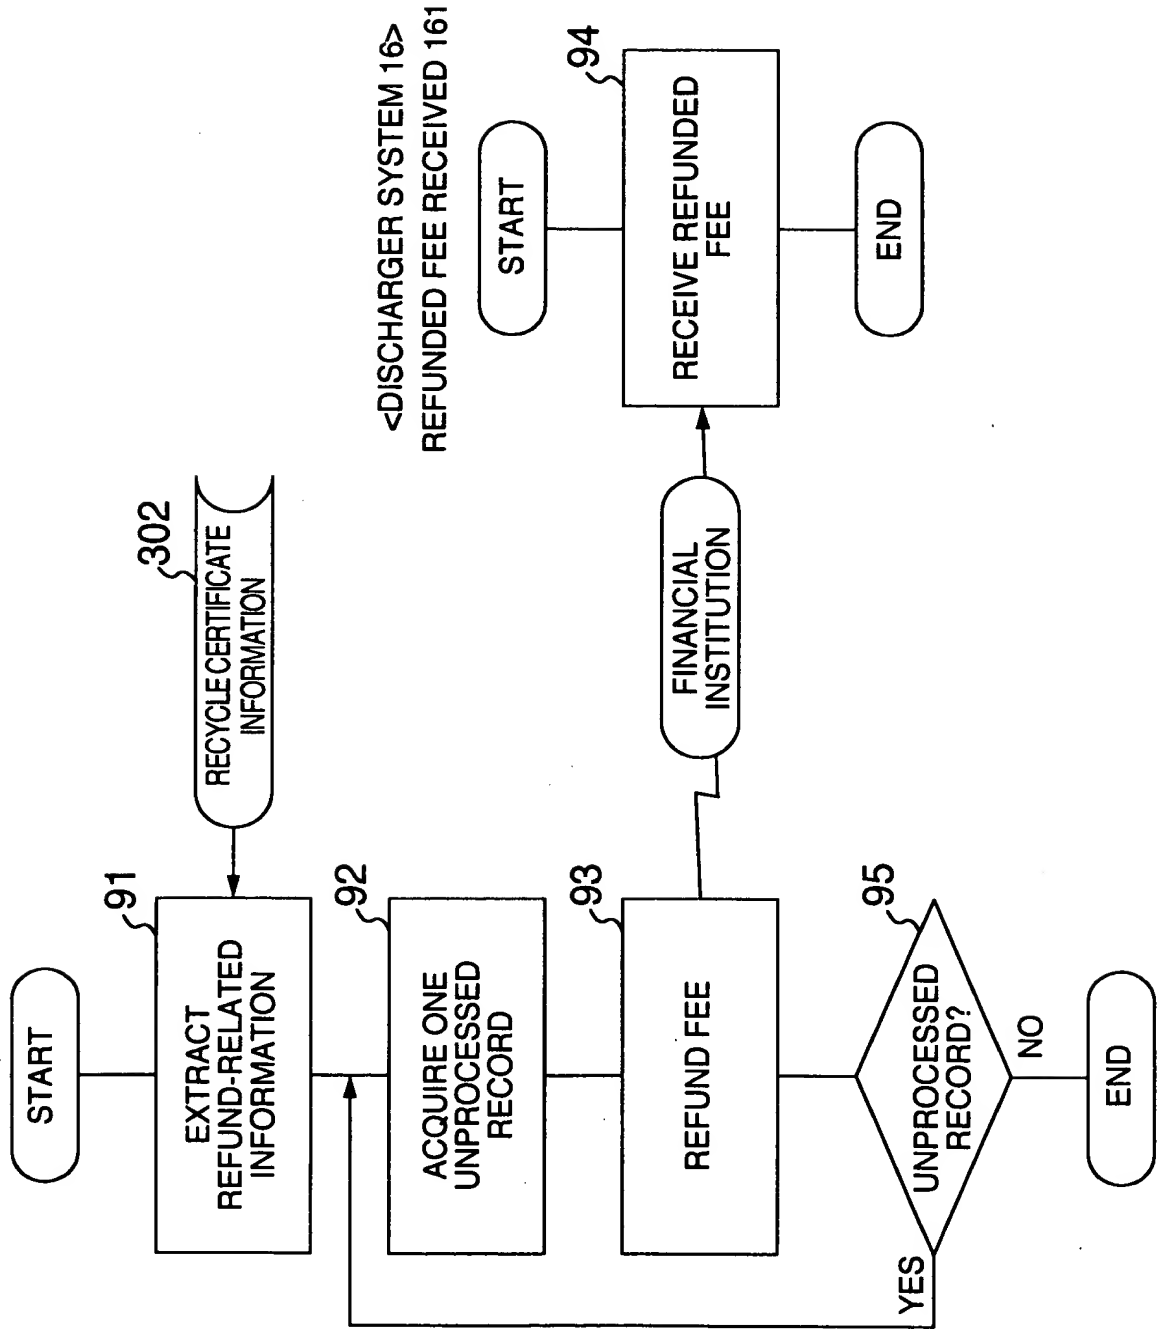 START
91
EXTRACT
REFUND-RELATED
INFORMATION
302
RECYCLE CERTIFICATE
INFORMATION
92
ACQUIRE ONE
UNPROCESSED
RECORD
93
REFUND FEE
95
UNPROCESSED
RECORD?
YES
NO
END
FINANCIAL
INSTITUTION
<DISCHARGER SYSTEM 16>
REFUNDED FEE RECEIVED 161
START
94
RECEIVE REFUNDED
FEE
END